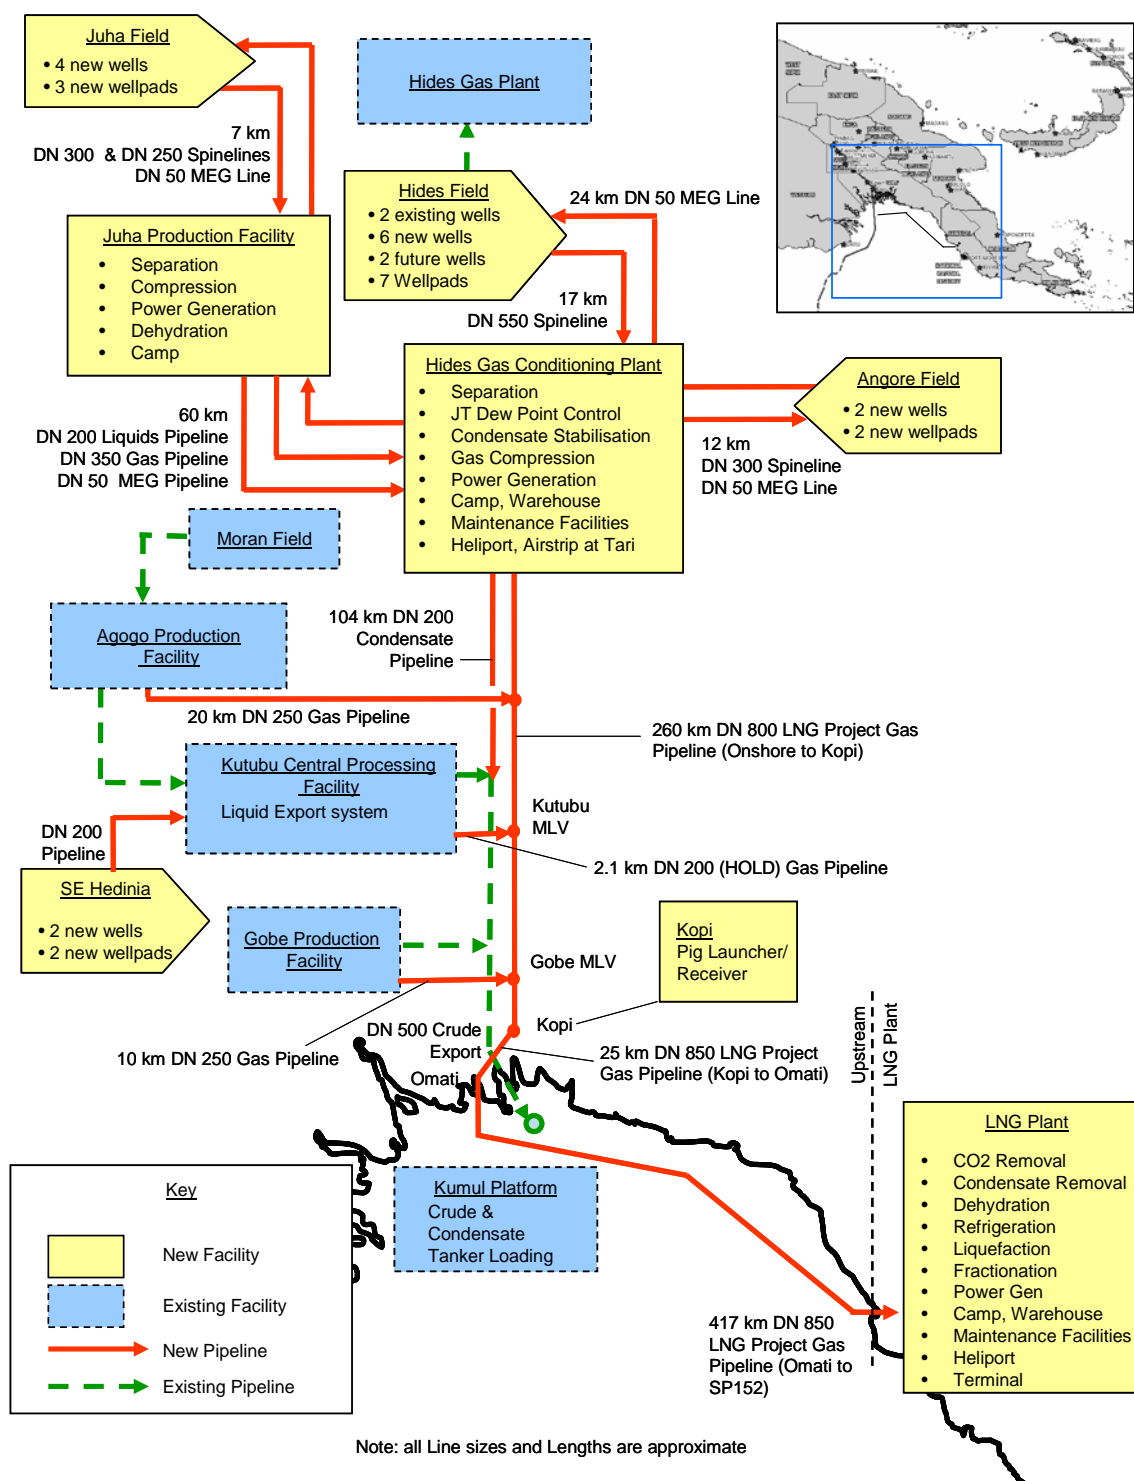 Juha Field
• 4 new wells
• 3 new wellpads
Hides Gas Plant
7 km
DN 300 & DN 250 Spinelines
DN 50 MEG Line
Hides Field
• 2 existing wells
• 6 new wells
• 2 future wells
• 7 Wellpads
24 km DN 50 MEG Line
17 km
DN 550 Spineline
Juha Production Facility
• Separation
• Compression
• Power Generation
• Dehydration
• Camp
Hides Gas Conditioning Plant
• Separation
• JT Dew Point Control
• Condensate Stabilisation
• Gas Compression
• Power Generation
• Camp, Warehouse
• Maintenance Facilities
• Heliport, Airstrip at Tari
Angore Field
• 2 new wells
• 2 new wellpads
12 km
DN 300 Spineline
DN 50 MEG Line
60 km
DN 200 Liquids Pipeline
DN 350 Gas Pipeline
DN 50 MEG Pipeline
Moran Field
Agogo Production
Facility
104 km DN 200
Condensate
Pipeline
20 km DN 250 Gas Pipeline
260 km DN 800 LNG Project Gas
Pipeline (Onshore to Kopi)
Kutubu Central Processing
Facility
Liquid Export system
Kutubu
MLV
DN 200
Pipeline
2.1 km DN 200 (HOLD) Gas Pipeline
SE Hedinia
• 2 new wells
• 2 new wellpads
Gobe Production
Facility
Gobe MLV
Kopi
Pig Launcher/
Receiver
Kopi
DN 500 Crude
Export
10 km DN 250 Gas Pipeline
Omati
25 km DN 850 LNG Project
Gas Pipeline (Kopi to Omati)
Upstream
LNG Plant
LNG Plant
• CO2 Removal
• Condensate Removal
• Dehydration
• Refrigeration
• Liquefaction
• Fractionation
• Power Gen
• Camp, Warehouse
• Maintenance Facilities
• Heliport
• Terminal
Kumul Platform
Crude &
Condensate
Tanker Loading
417 km DN 850
LNG Project Gas
Pipeline (Omati to
SP152)
Key
New Facility
Existing Facility
New Pipeline
Existing Pipeline
Note: all Line sizes and Lengths are approximate